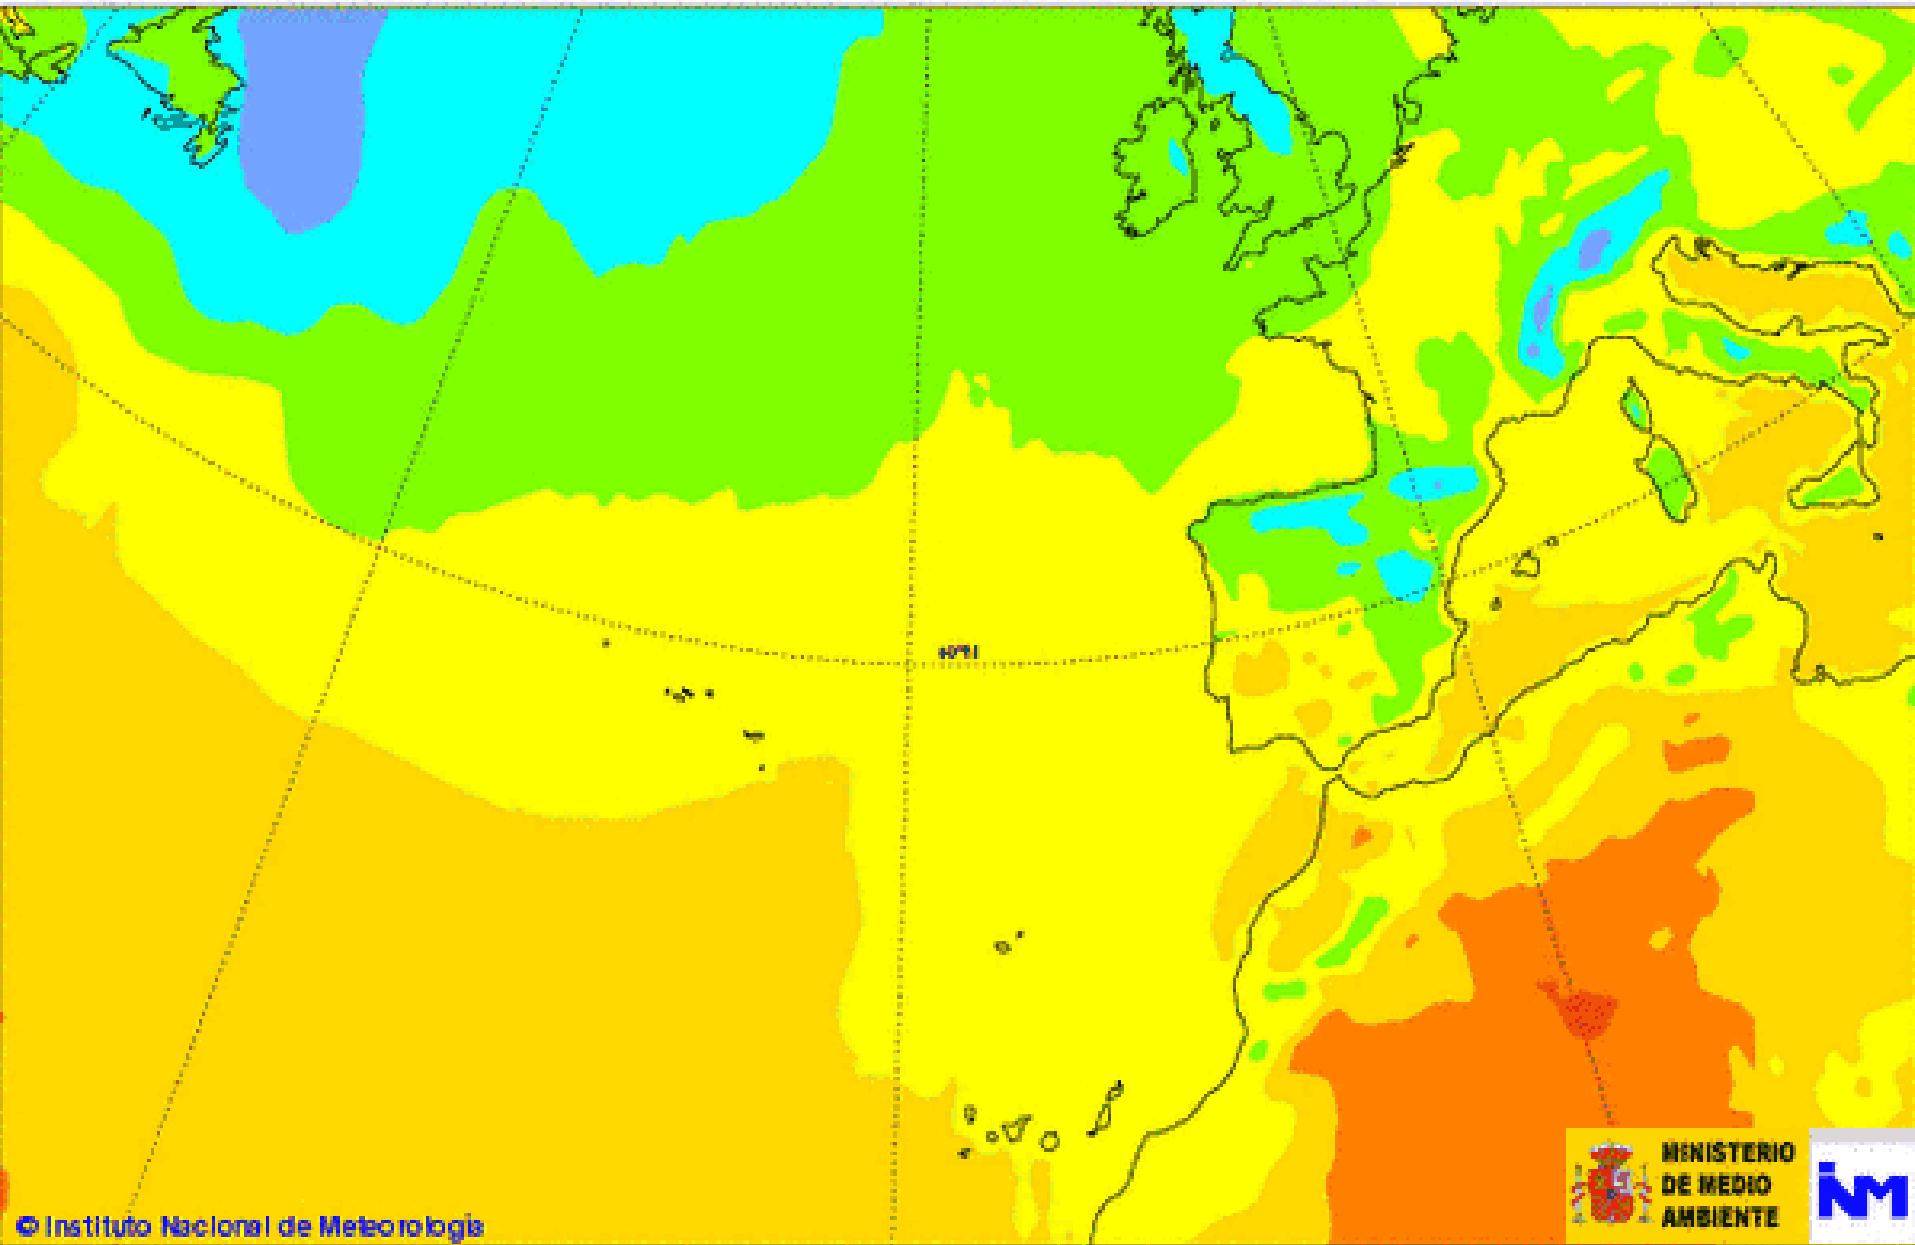 © Instituto Nacional de Meteorología
MINISTERIO
DE MEDIO
AMBIENTE
iNM